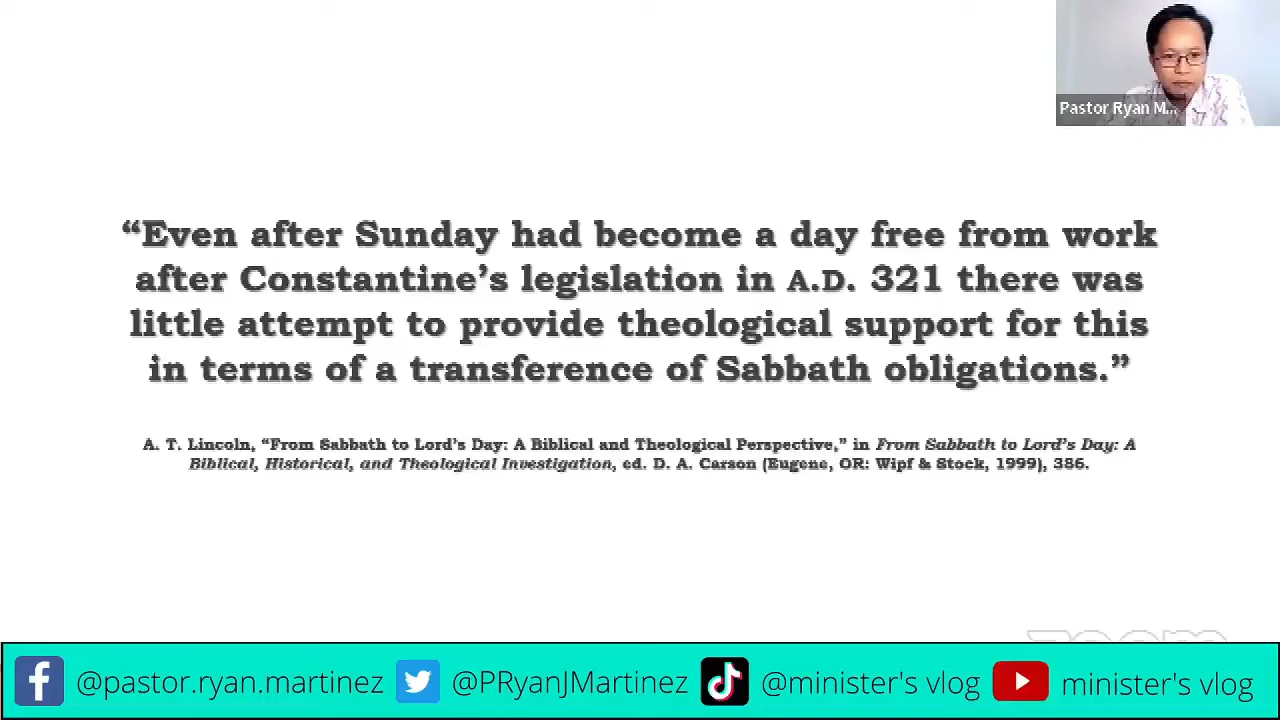 Pastor Ryan M...
“Even after Sunday had become a day free from work
after Constantine’s legislation in A.D. 321 there was
little attempt to provide theological support for this
in terms of a transference of Sabbath obligations.”
A. T. Lincoln, “From Sabbath to Lord’s Day: A Biblical and Theological Perspective,” in From Sabbath to Lord’s Day: A
Biblical, Historical, and Theological Investigation, ed. D. A. Carson (Eugene, OR: Wipf & Stock, 1999), 386.
zoom
@pastor.ryan.martinez @PRyanJMartinez @minister's vlog minister's vlog